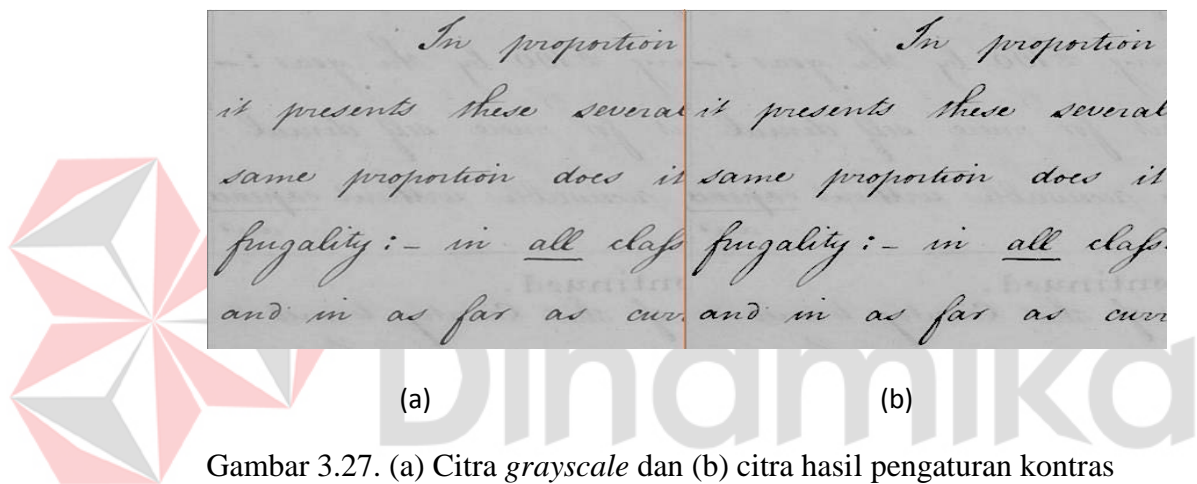 In proportion In proportion
it presents these several it presents these several
same proportion does it same proportion does it
frugality :- in all class frugality :- in all class
and in as far as curr and in as far as curr
(a) (b)
Dinamika
Gambar 3.27. (a) Citra grayscale dan (b) citra hasil pengaturan kontras